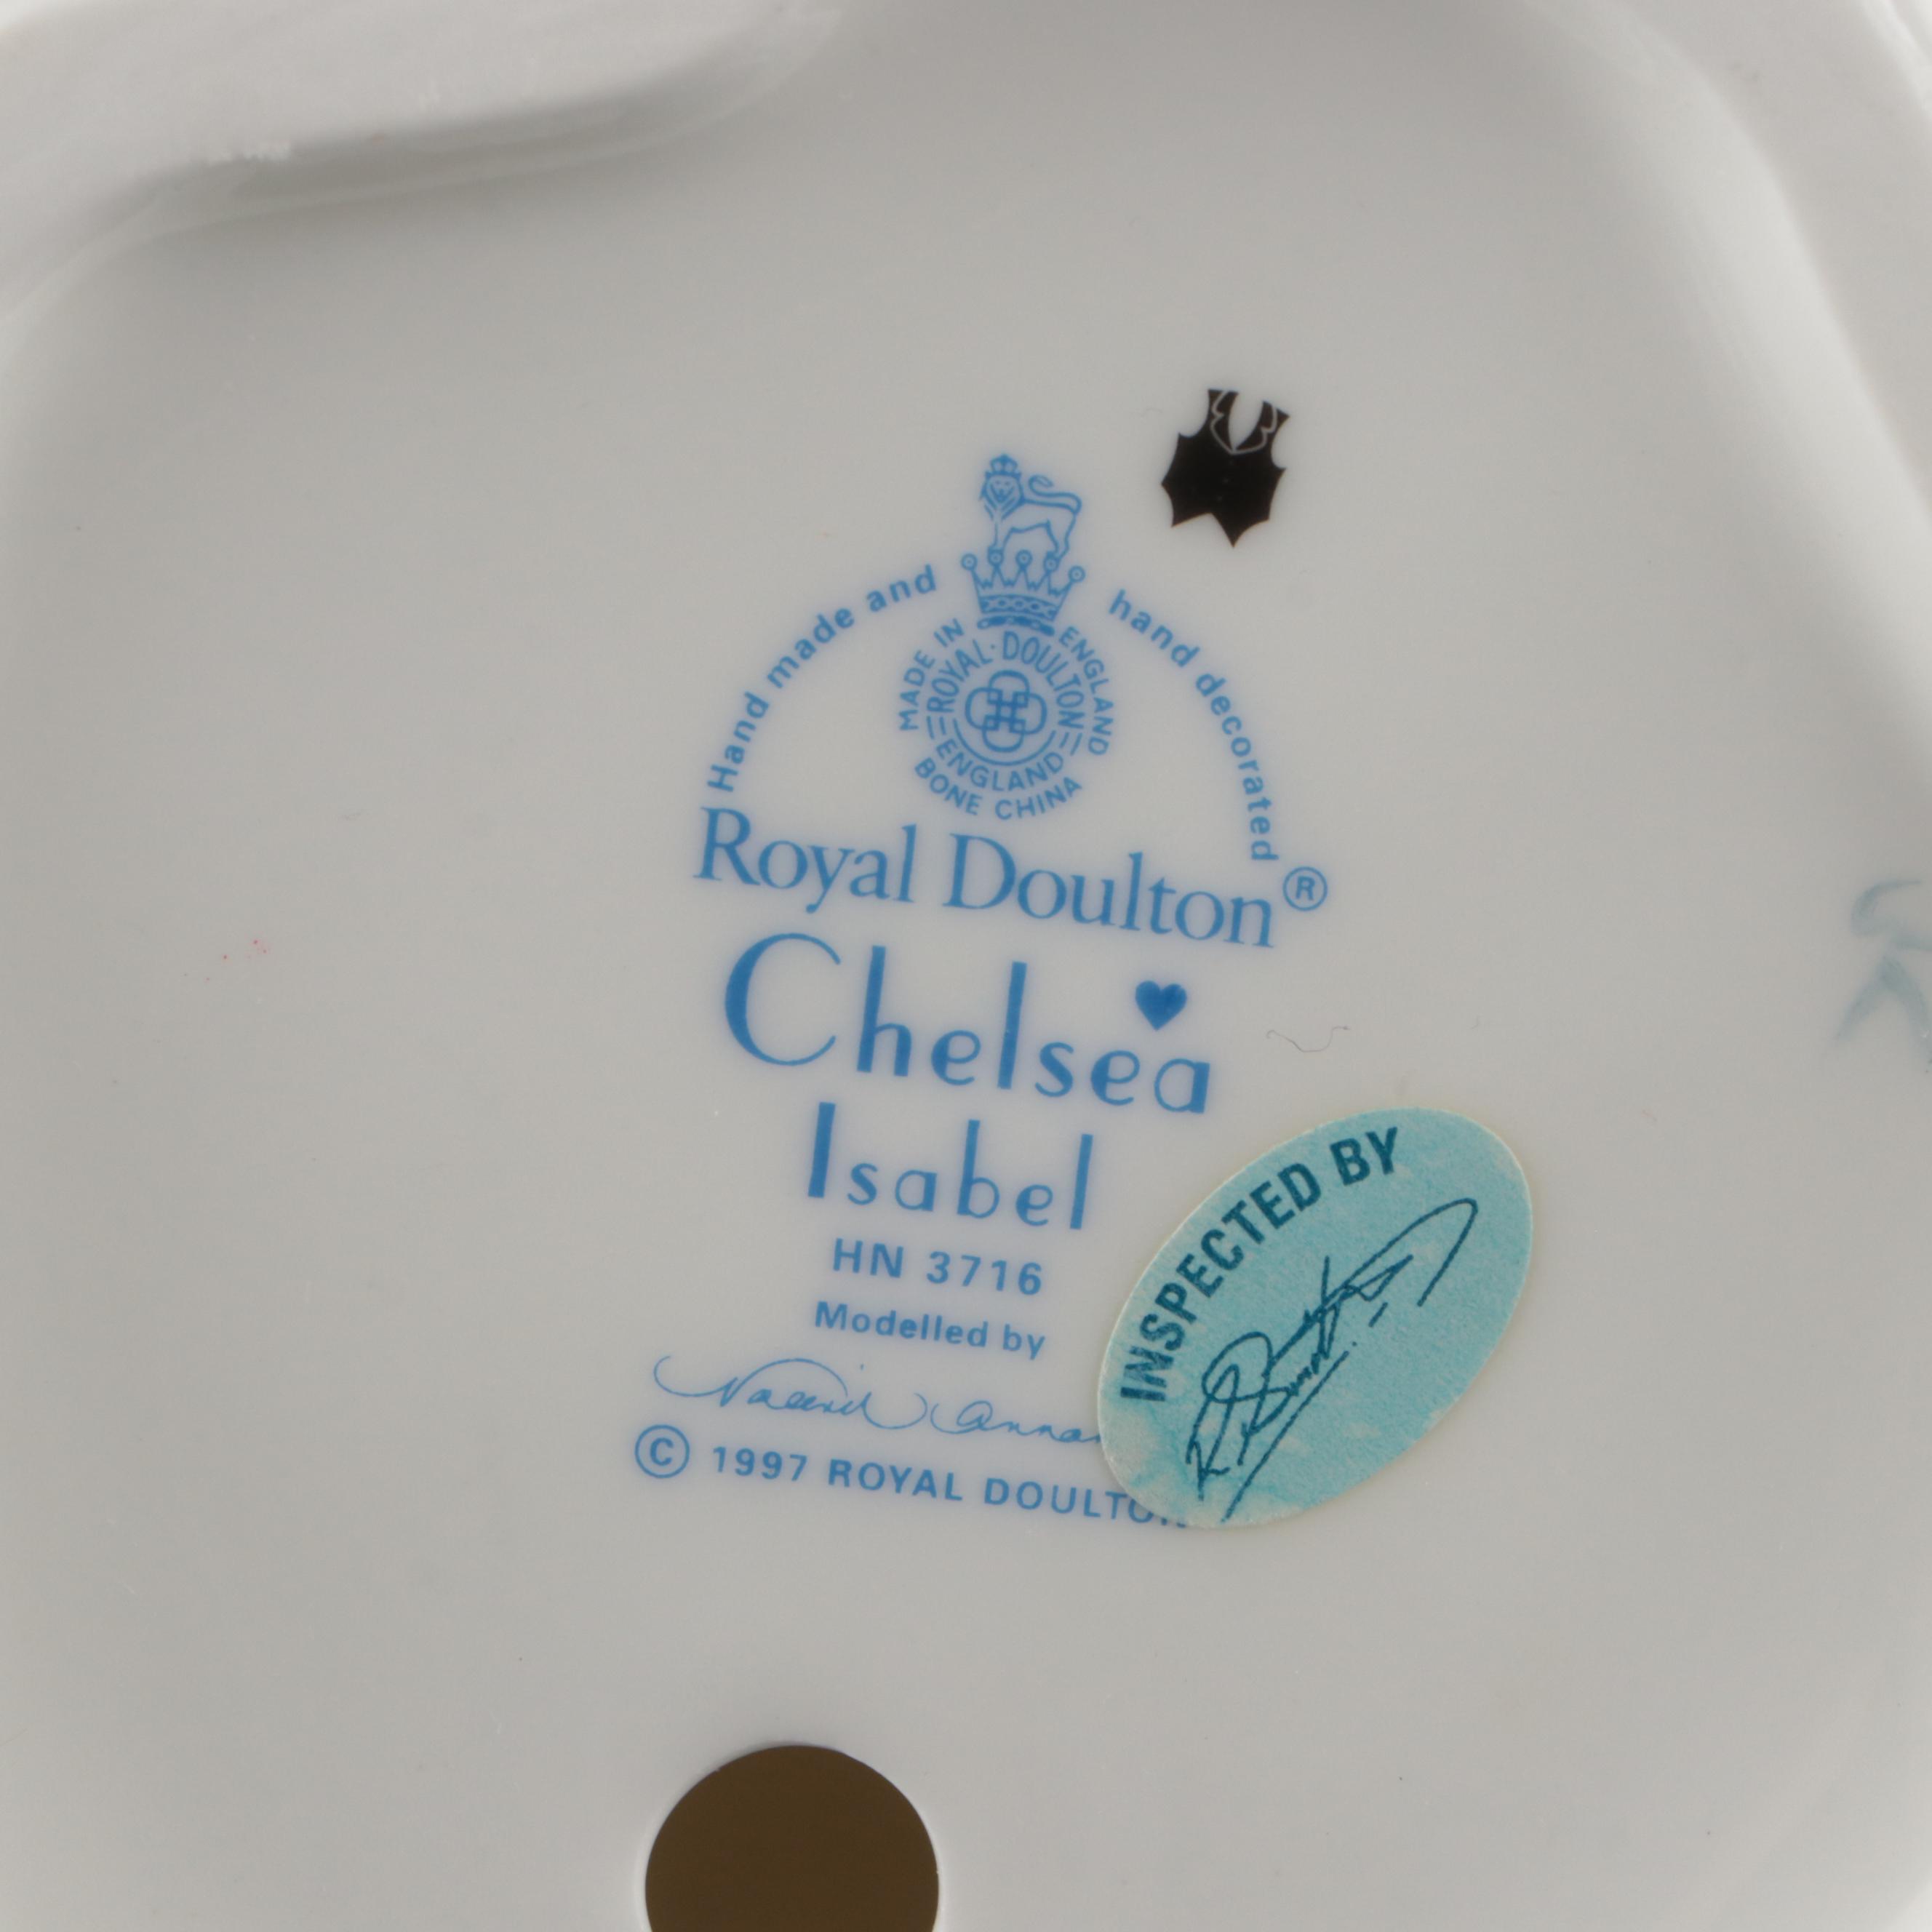 Hand made and hand decorated
MADE IN ENGLAND
ROYAL · DOULTON
ENGLAND
BONE CHINA
Royal Doulton®
Chelsea
Isabel
HN 3716
Modelled by
© 1997 ROYAL DOULTON
INSPECTED BY